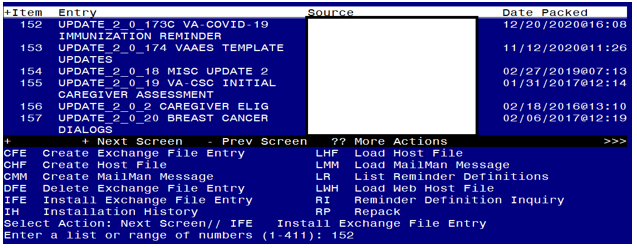 +Item  Entry  Source  Date Packed
152  UPDATE_2_0_173C VA-COVID-19  12/20/2020@16:08
IMMUNIZATION REMINDER
153  UPDATE_2_0_174 VAAES TEMPLATE  11/12/2020@11:26
UPDATES
154  UPDATE_2_0_18 MISC UPDATE 2  02/27/2019@07:13
155  UPDATE_2_0_19 VA-CSC INITIAL  01/31/2017@12:14
CAREGIVER ASSESSMENT
156  UPDATE_2_0_2 CAREGIVER ELIG  02/18/2016@13:10
157  UPDATE_2_0_20 BREAST CANCER  02/06/2017@12:19
DIALOGS
+  + Next Screen  - Prev Screen  ?? More Actions  >>>
CFE  Create Exchange File Entry  LHF  Load Host File
CHF  Create Host File  LMM  Load MailMan Message
CMM  Create MailMan Message  LR  List Reminder Definitions
DFE  Delete Exchange File Entry  LWH  Load Web Host File
IFE  Install Exchange File Entry  RI  Reminder Definition Inquiry
IH  Installation History  RP  Repack
Select Action: Next Screen// IFE  Install Exchange File Entry
Enter a list or range of numbers (1-411): 152